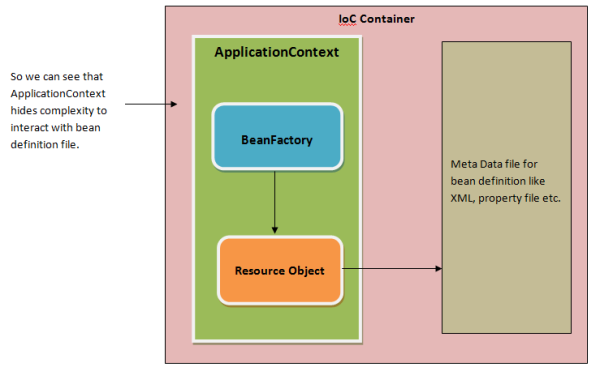 IoC Container
ApplicationContext
So we can see that
ApplicationContext
hides complexity to
interact with bean
definition file.
BeanFactory
Meta Data file for
bean definition like
XML, property file etc.
Resource Object